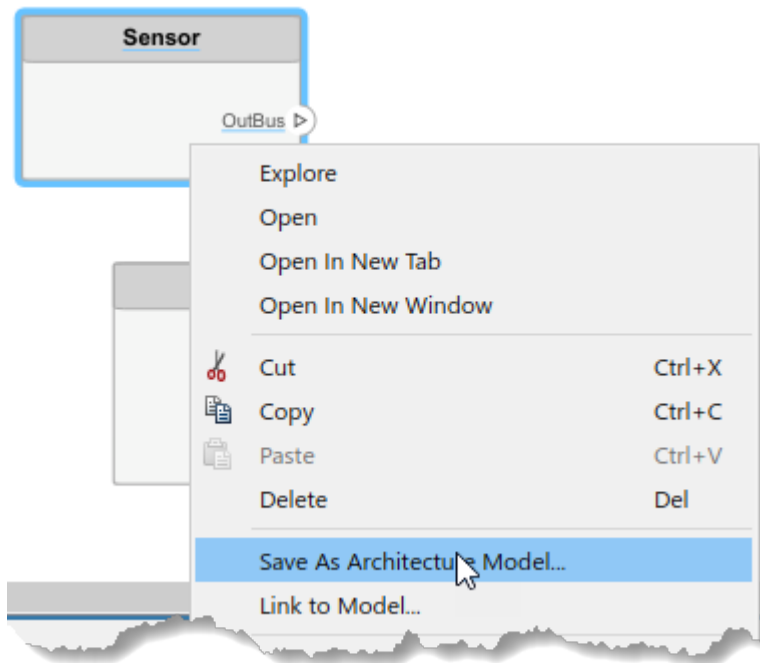 Sensor
OutBus
Explore
Open
Open In New Tab
Open In New Window
Cut Ctrl+X
Copy Ctrl+C
Paste Ctrl+V
Delete Del
Save As Architecture Model...
Link to Model...